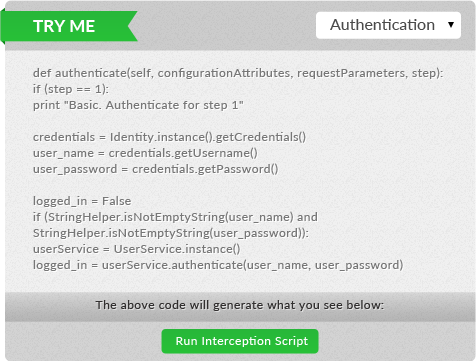 TRY ME
Authentication
def authenticate(self, configurationAttributes, requestParameters, step):
if (step == 1):
print "Basic. Authenticate for step 1"
credentials = Identity.instance().getCredentials()
user_name = credentials.getUsername()
user_password = credentials.getPassword()
logged_in = False
if (StringHelper.isNotEmptyString(user_name) and
StringHelper.isNotEmptyString(user_password)):
userService = UserService.instance()
logged_in = userService.authenticate(user_name, user_password)
The above code will generate what you see below:
Run Interception Script